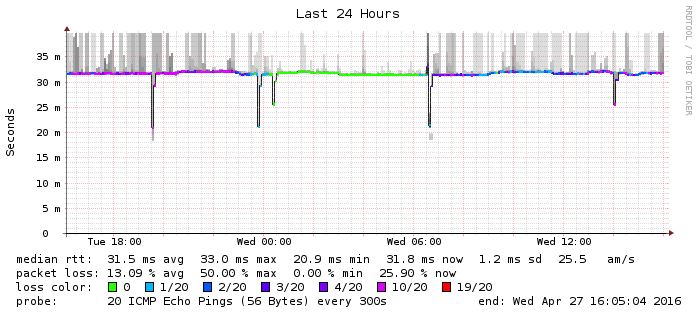 Last 24 Hours
RRDTOOL / TOBI OETIKER
Seconds
35 m
30 m
25 m
20 m
15 m
10 m
5 m
0
Tue 18:00 Wed 00:00 Wed 06:00 Wed 12:00
median rtt: 31.5 ms avg 33.0 ms max 20.9 ms min 31.8 ms now 1.2 ms sd 25.5 am/s
packet loss: 13.09 % avg 50.00 % max 0.00 % min 25.90 % now
loss color: 0 1/20 2/20 3/20 4/20 10/20 19/20
probe: 20 ICMP Echo Pings (56 Bytes) every 300s end: Wed Apr 27 16:05:04 2016